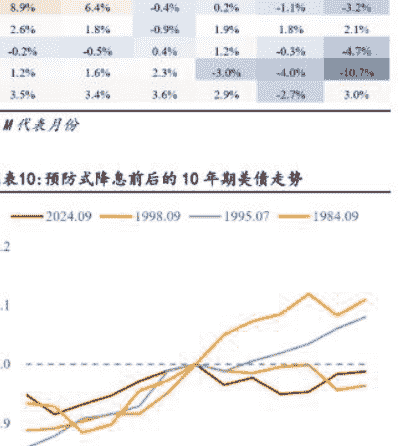 8.9% 6.4% -0.4% 0.2% -1.1% -3.2%
2.6% 1.8% -0.9% 1.9% 1.8% 2.1%
-0.2% -0.5% 0.4% 1.2% -0.3% -4.7%
1.2% 1.6% 2.3% -3.0% -4.0% -10.7%
3.5% 3.4% 3.6% 2.9% -2.7% 3.0%
M 代表月份
表10:预防式降息前后的 10 年期美债走势
2024.09 1998.09 1995.07 1984.09
.2
.1
.0
.9